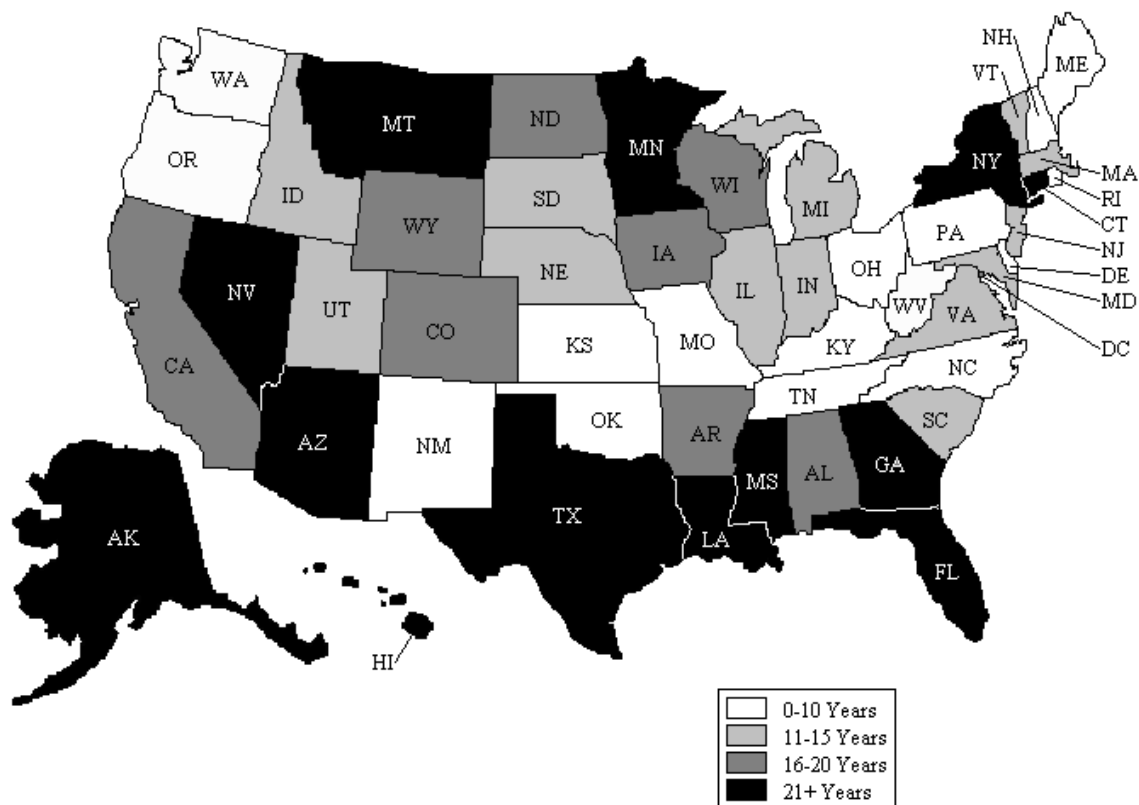 NH
WA
ME
VT
MT
ND
MN
OR
NY
MA
WI
ID
SD
MI
RI
WY
CT
PA
IA
NJ
NE
OH
DE
NV
IL
IN
MD
UT
WV
VA
CO
KS
MO
KY
DC
CA
NC
TN
OK
AR
SC
AZ
NM
MS
AL
GA
TX
AK
LA
FL
HI
0-10 Years
11-15 Years
16-20 Years
21+ Years